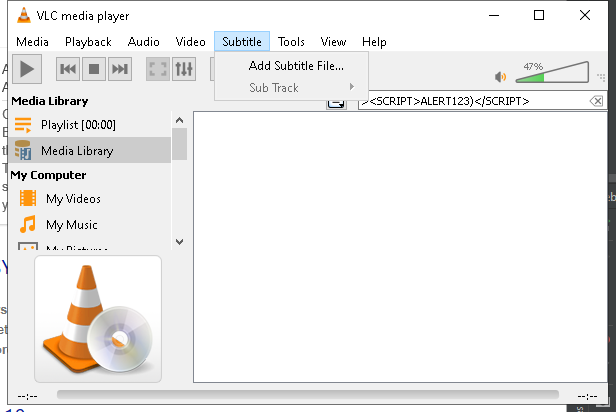 VLC media player
Media Playback Audio Video Subtitle Tools View Help
Add Subtitle File...
Sub Track
47%
Media Library
><SCRIPT>ALERT123)</SCRIPT>
Playlist [00:00]
Media Library
My Computer
My Videos
My Music
My Pictures
--:-- --:--